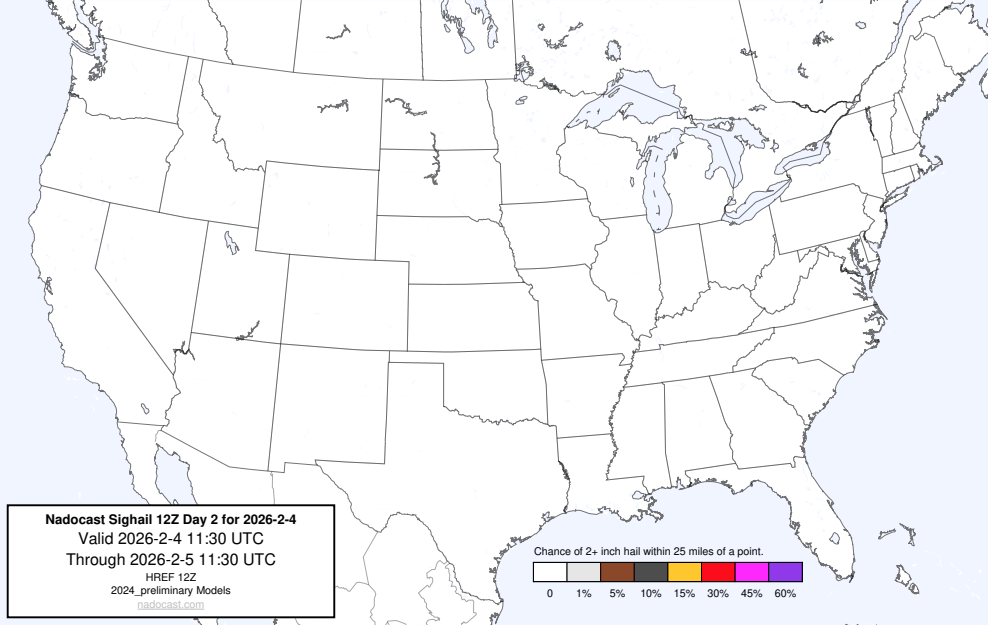 Nadocast Sighail 12Z Day 2 for 2026-2-4
Valid 2026-2-4 11:30 UTC
Through 2026-2-5 11:30 UTC
HREF 12Z
2024_preliminary Models
nadocast.com
Chance of 2+ inch hail within 25 miles of a point.
0 1% 5% 10% 15% 30% 45% 60%